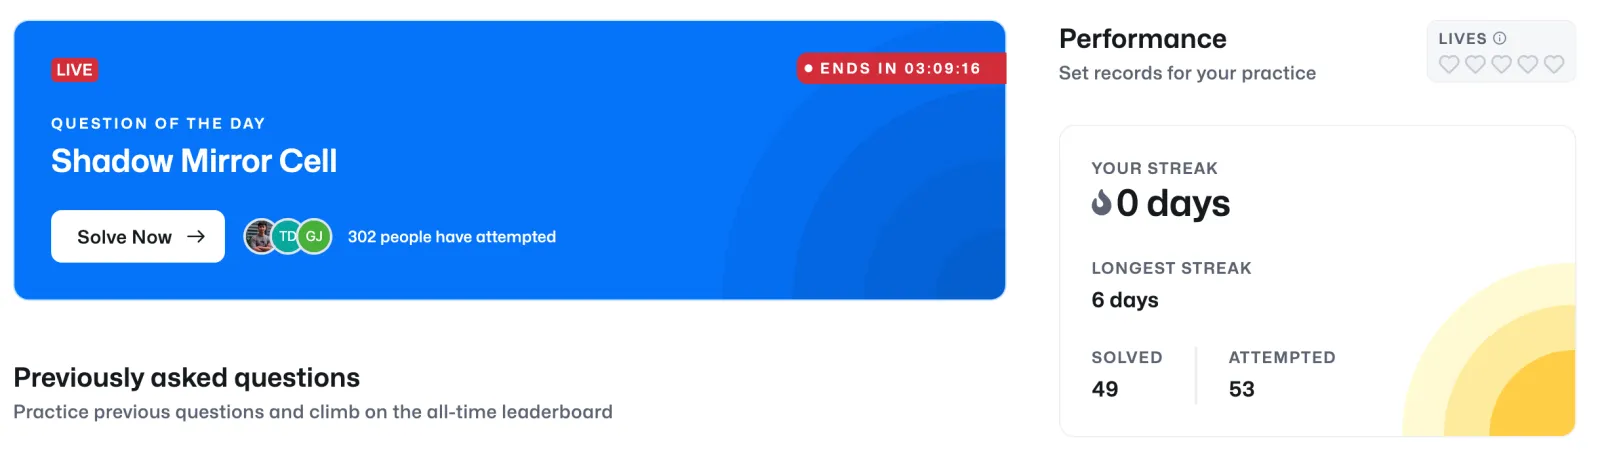 LIVE
ENDS IN 03:09:16
QUESTION OF THE DAY
Shadow Mirror Cell
Solve Now
TD
GJ
302 people have attempted
Previously asked questions
Practice previous questions and climb on the all-time leaderboard
Performance
Set records for your practice
LIVES
YOUR STREAK
0 days
LONGEST STREAK
6 days
SOLVED
49
ATTEMPTED
53